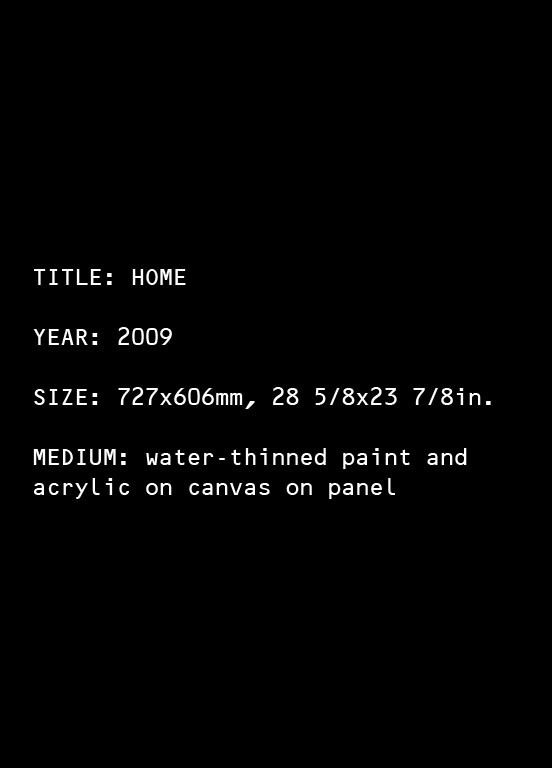 TITLE: HOME
YEAR: 2009
SIZE: 727x606mm, 28 5/8x23 7/8in.
MEDIUM: water-thinned paint and
acrylic on canvas on panel